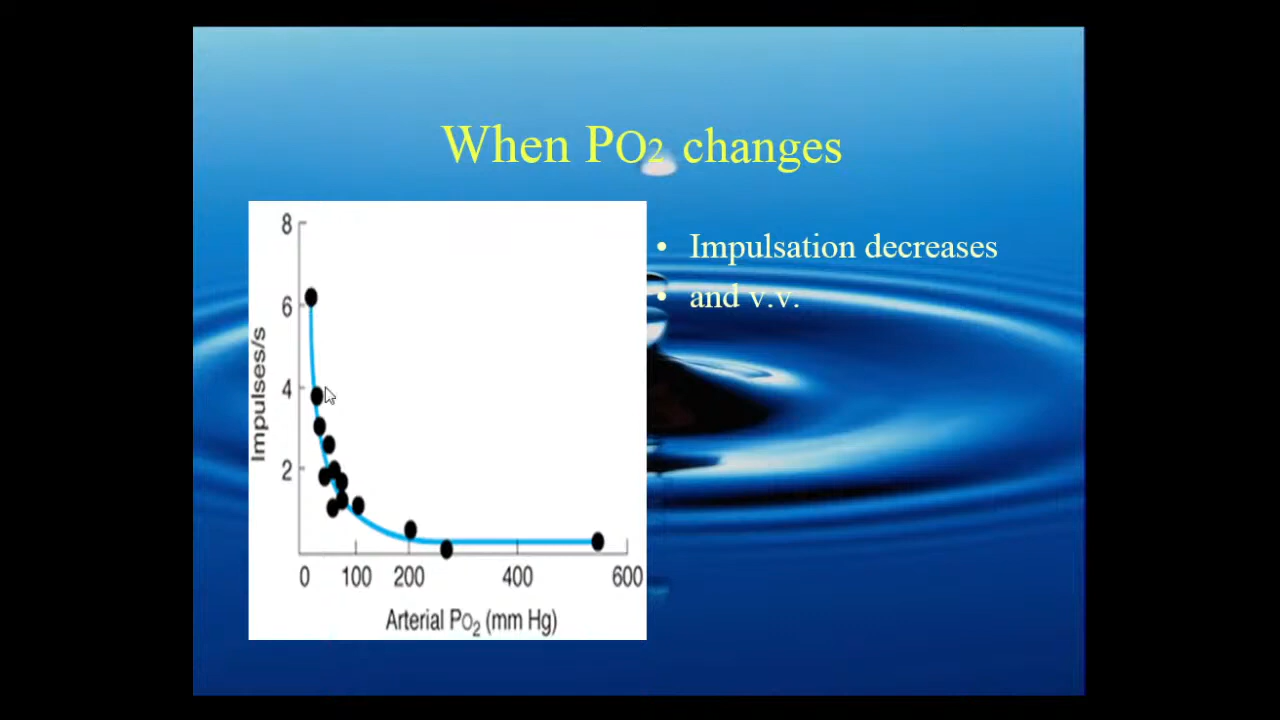 When PO2 changes
• Impulsation decreases
• and v.v.
8
6
4
2
Impulses/s
0 100 200 400 600
Arterial PO2 (mm Hg)